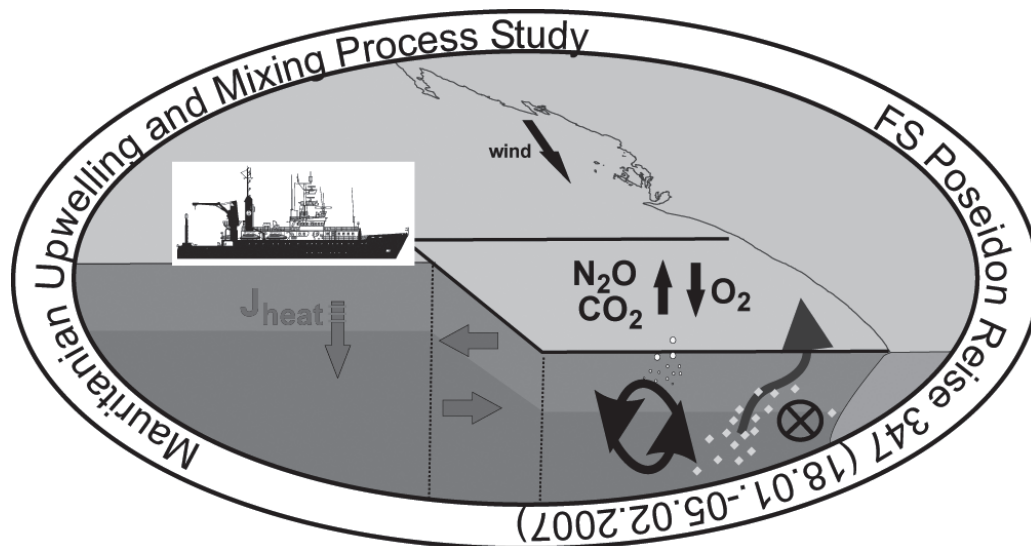 Mauritanian Upwelling and Mixing Process Study
FS Poseidon Reise 347 (18.01.-05.02.2007)
wind
N₂O
CO₂
O₂
J heat